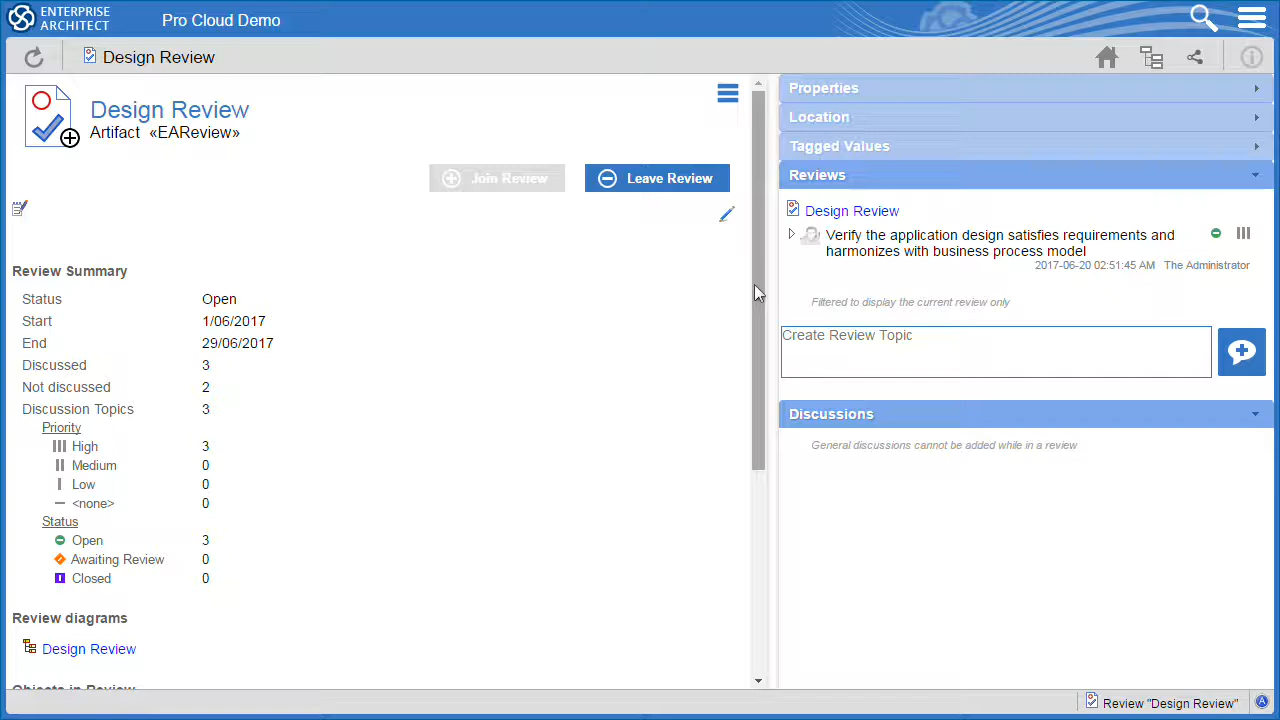 ENTERPRISE
ARCHITECT
Pro Cloud Demo
Design Review
Design Review
Artifact «EAReview»
Join Review
Leave Review
Review Summary
Status Open
Start 1/06/2017
End 29/06/2017
Discussed 3
Not discussed 2
Discussion Topics 3
Priority
High 3
Medium 0
Low 0
<none> 0
Status
Open 3
Awaiting Review 0
Closed 0
Review diagrams
Design Review
Objects in Review
Properties
Location
Tagged Values
Reviews
Design Review
Verify the application design satisfies requirements and
harmonizes with business process model
2017-06-20 02:51:45 AM The Administrator
Filtered to display the current review only
Create Review Topic
Discussions
General discussions cannot be added while in a review
Review "Design Review"
A